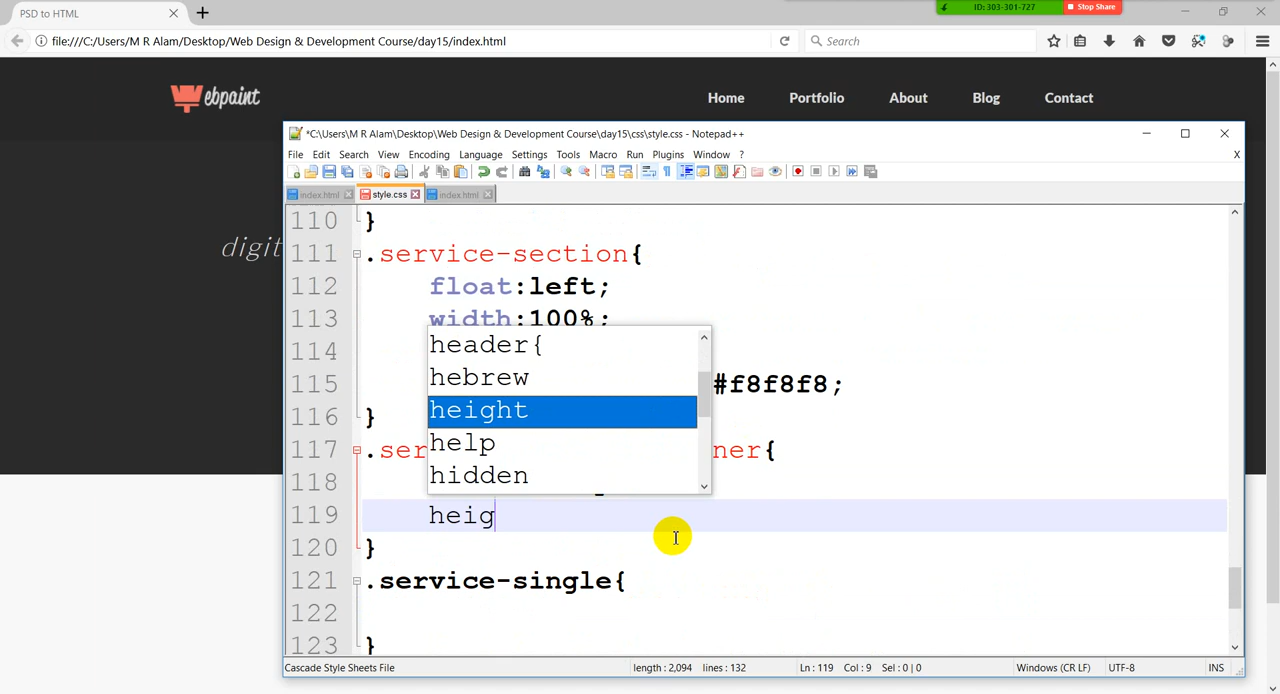 PSD to HTML
ID: 303-301-727
Stop Share
file:///C:/Users/M R Alam/Desktop/Web Design & Development Course/day15/index.html
Search
ebpaint
Home Portfolio About Blog Contact
*C:\Users\M R Alam\Desktop\Web Design & Development Course\day15\css\style.css - Notepad++
File Edit Search View Encoding Language Settings Tools Macro Run Plugins Window ? X
index.html style.css index.html
digit
110 }
111 .service-section{
112 float:left;
113 width:100%;
114
115 #f8f8f8;
116 }
117 .ser ner{
118
119 heig
120 }
121 .service-single{
122
123 }
header{
hebrew
height
help
hidden
Cascade Style Sheets File length : 2,094 lines : 132 Ln : 119 Col : 9 Sel : 0 | 0 Windows (CR LF) UTF-8 INS